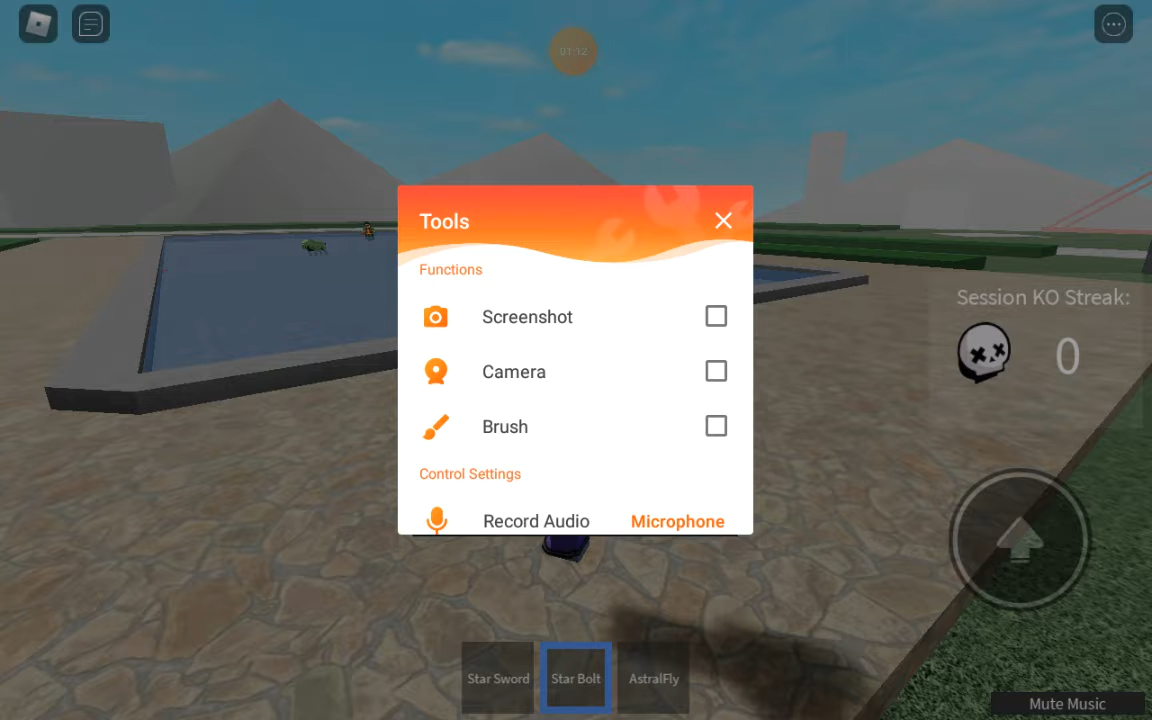 01:12
Tools
Functions
Screenshot
Camera
Brush
Control Settings
Record Audio Microphone
Session KO Streak:
0
Star Sword
Star Bolt
AstralFly
Mute Music